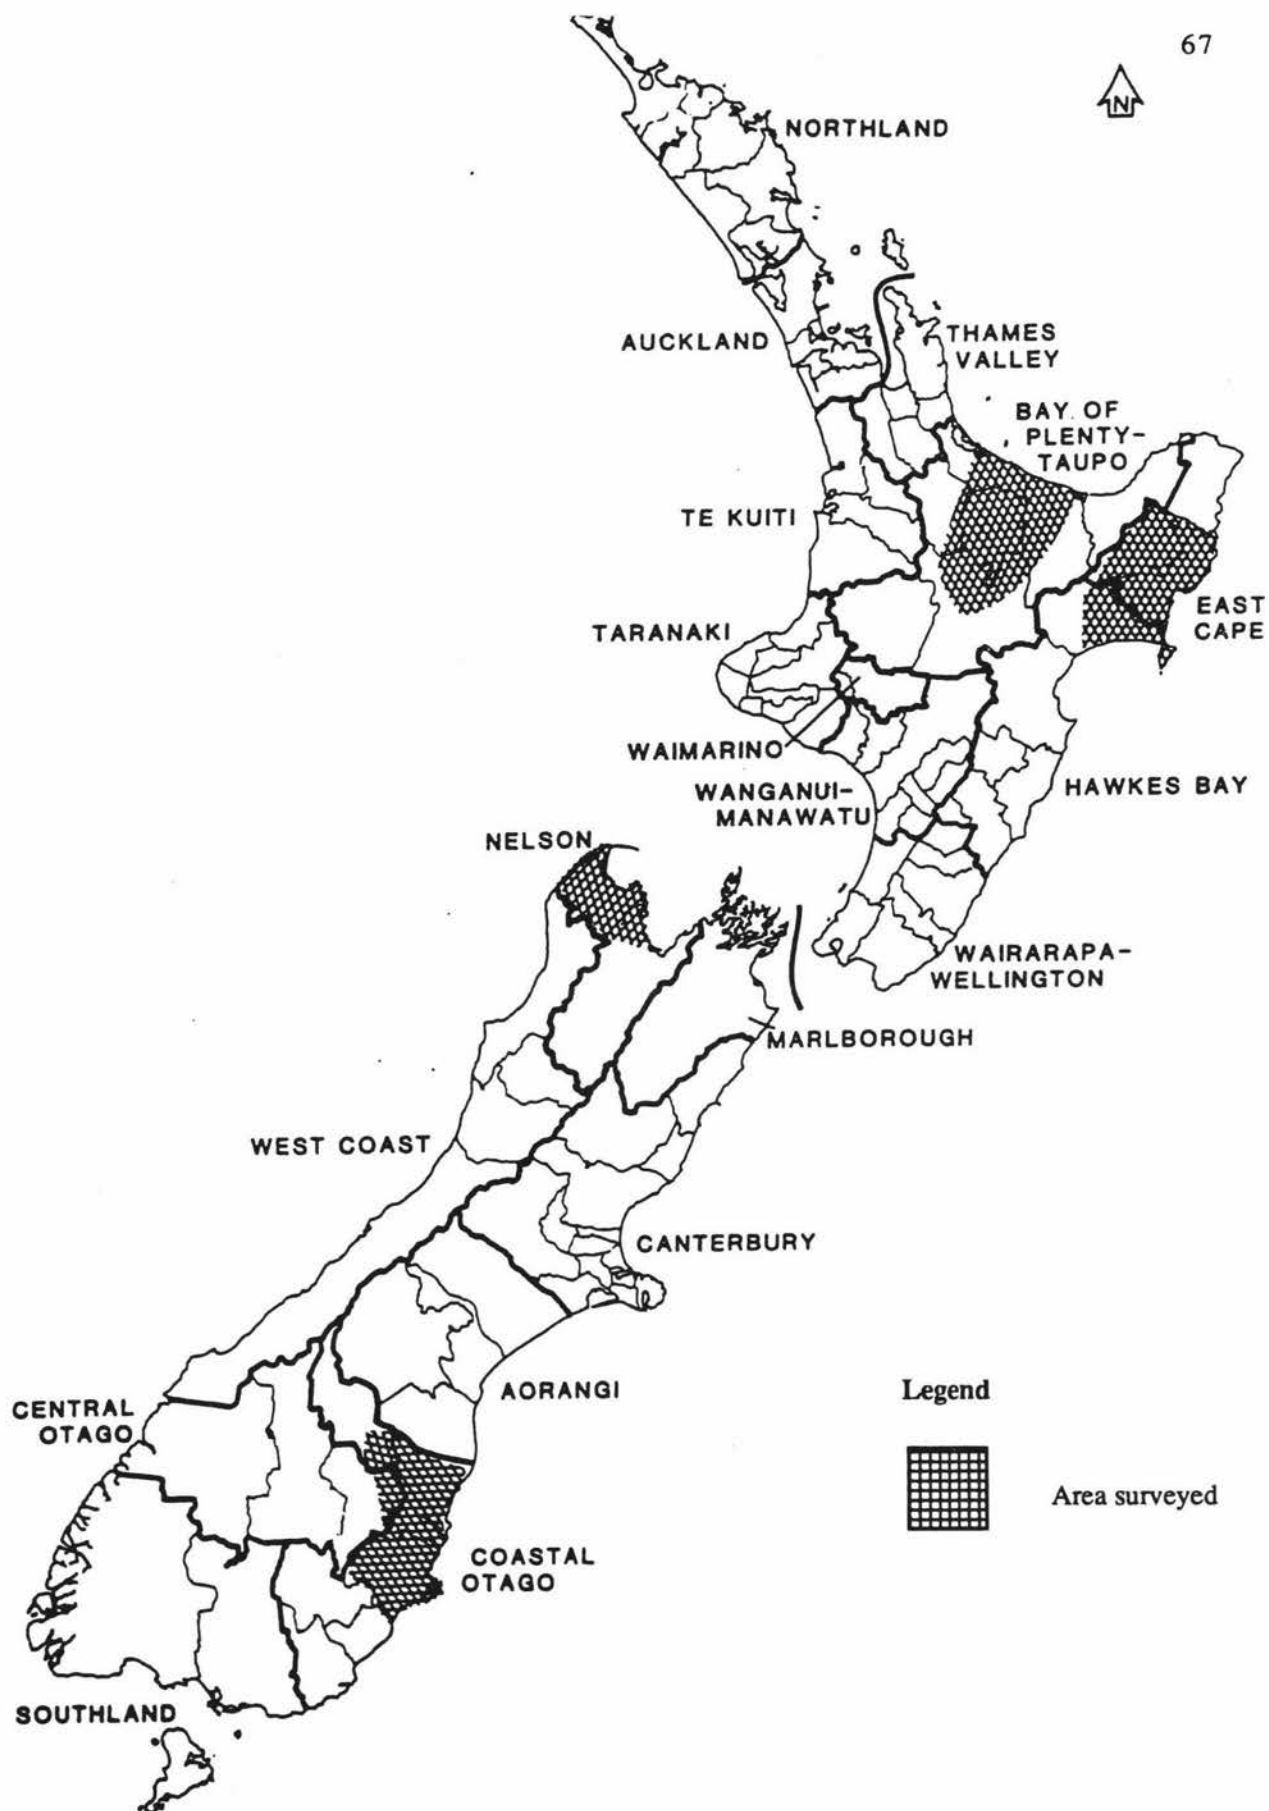 67
N
NORTHLAND
AUCKLAND
THAMES
VALLEY
BAY OF
PLENTY-
TAUPO
TE KUITI
EAST
CAPE
TARANAKI
WAIMARINO
WANGANUI-
MANAWATU
HAWKES BAY
NELSON
WAIRARAPA-
WELLINGTON
MARLBOROUGH
WEST COAST
CANTERBURY
AORANGI
Legend
CENTRAL
OTAGO
Area surveyed
COASTAL
OTAGO
SOUTHLAND